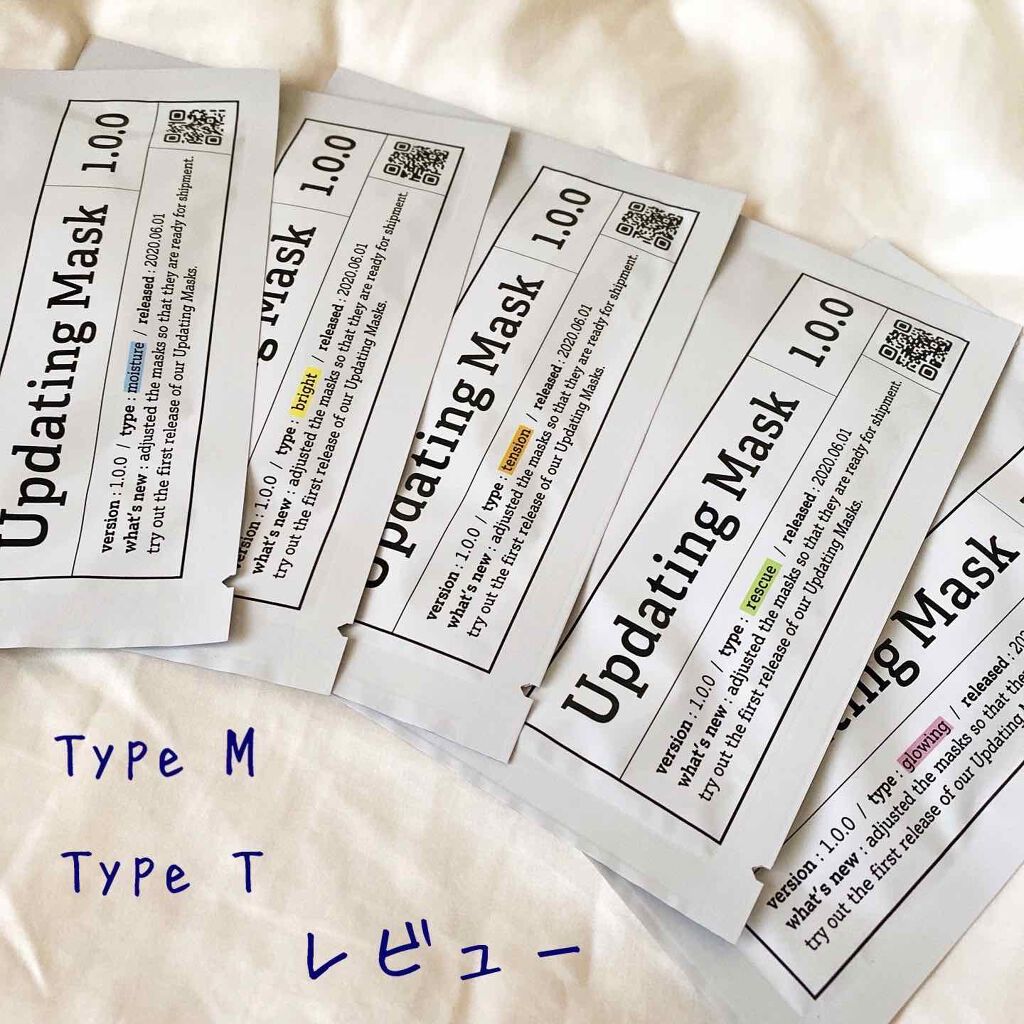 Updating Mask 1.0.0
version : 1.0.0 / type : moisture / released : 2020.06.01
what's new : adjusted the masks so that they are ready for shipment.
try out the first release of our Updating Masks.
Mask 1.0.0
version : 1.0.0 / type : bright / released : 2020.06.01
what's new : adjusted the masks so that they are ready for shipment.
try out the first release of our Updating Masks.
Updating Mask 1.0.0
version : 1.0.0 / type : tension / released : 2020.06.01
what's new : adjusted the masks so that they are ready for shipment.
try out the first release of our Updating Masks.
Updating Mask 1.0.0
version : 1.0.0 / type : rescue / released : 2020.06.01
what's new : adjusted the masks so that they are ready for shipment.
try out the first release of our Updating Masks.
ting Mask
version : 1.0.0 / type : glowing / released : 20
what's new : adjusted the masks so that the
try out the first release of our Updating
Type M
Type T
レビュー